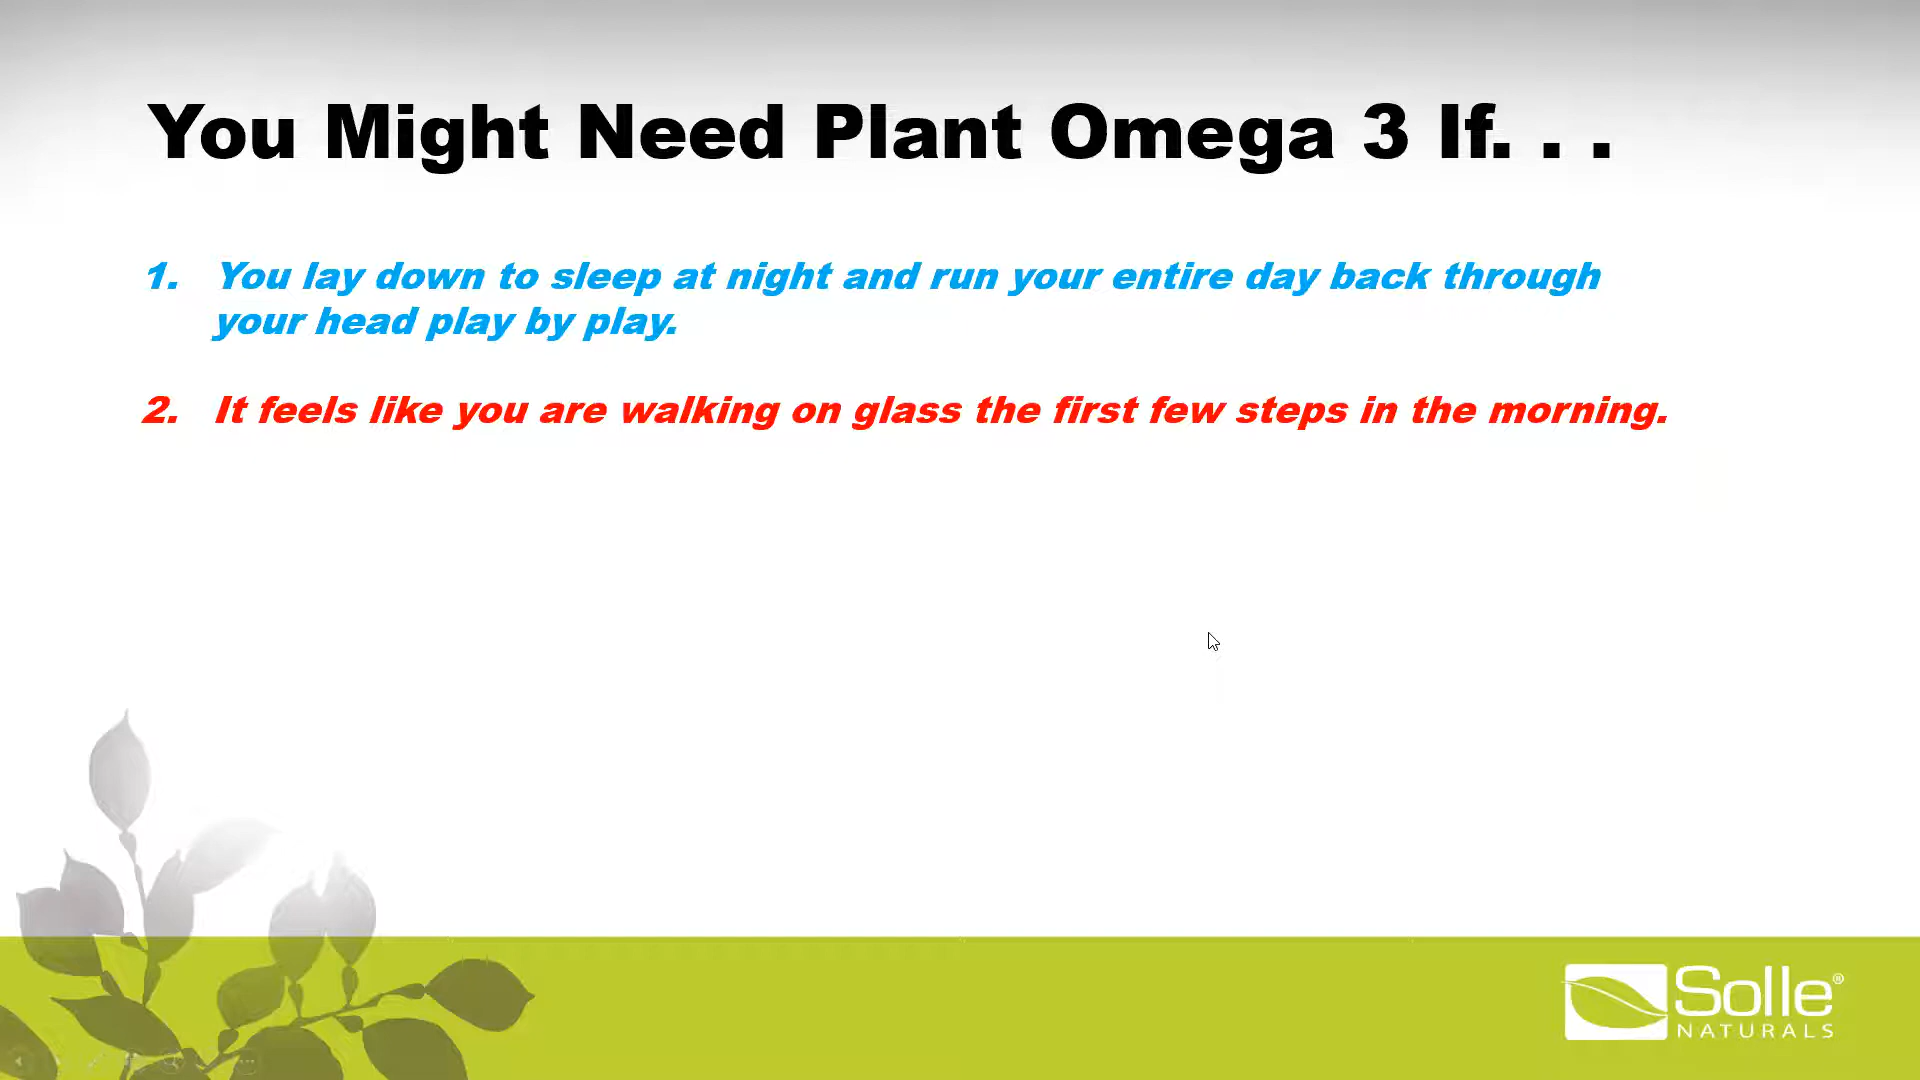 You Might Need Plant Omega 3 If. . .
1. You lay down to sleep at night and run your entire day back through
your head play by play.
2. It feels like you are walking on glass the first few steps in the morning.
Solle®
NATURALS